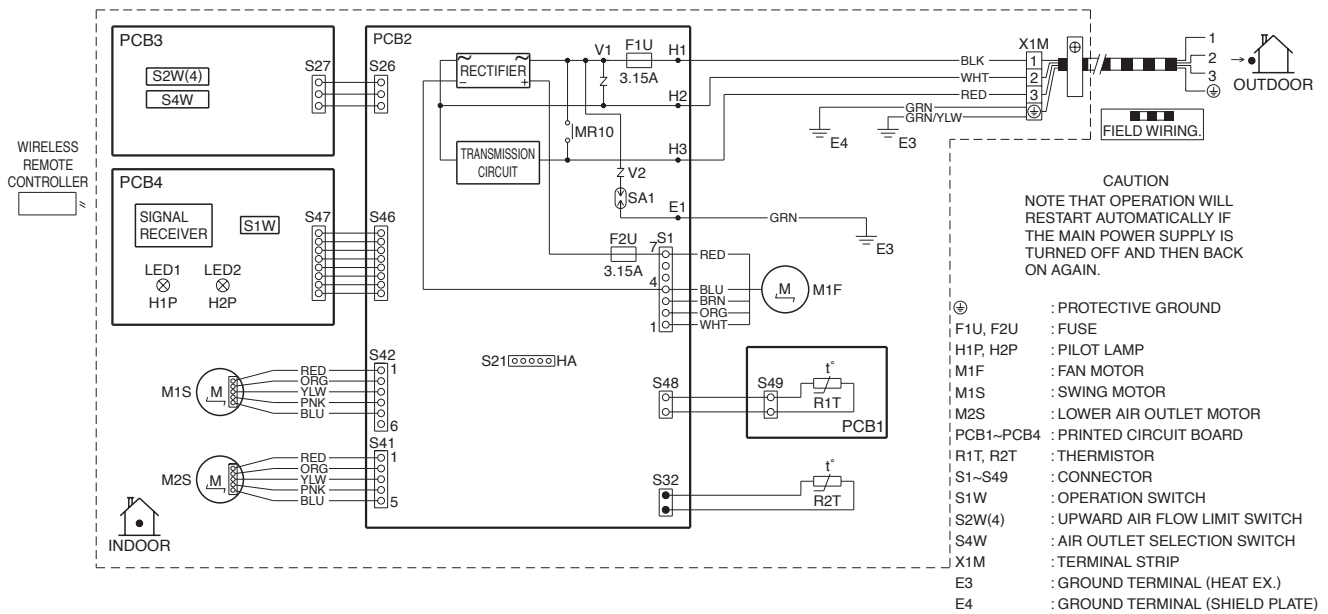 PCB3
S2W(4)
S4W
S27
S26
PCB2
RECTIFIER
~
~
−
+
V1
F1U
3.15A
H1
H2
H3
MR10
TRANSMISSION
CIRCUIT
Z V2
SA1
E1
GRN
E3
BLK
WHT
RED
GRN
GRN/YLW
E4
E3
X1M
1
2
3
1
2
3
OUTDOOR
FIELD WIRING.
WIRELESS
REMOTE
CONTROLLER
PCB4
SIGNAL
RECEIVER
S1W
S47
S46
LED1
LED2
H1P
H2P
F2U
3.15A
S1
7
4
1
RED
BLU
BRN
ORG
WHT
M
M1F
S21
HA
S42
1
6
M1S
M
RED
ORG
YLW
PNK
BLU
S41
1
5
M2S
M
RED
ORG
YLW
PNK
BLU
S48
S49
t°
R1T
PCB1
S32
t°
R2T
INDOOR
CAUTION
NOTE THAT OPERATION WILL
RESTART AUTOMATICALLY IF
THE MAIN POWER SUPPLY IS
TURNED OFF AND THEN BACK
ON AGAIN.
⏚ : PROTECTIVE GROUND
F1U, F2U : FUSE
H1P, H2P : PILOT LAMP
M1F : FAN MOTOR
M1S : SWING MOTOR
M2S : LOWER AIR OUTLET MOTOR
PCB1~PCB4 : PRINTED CIRCUIT BOARD
R1T, R2T : THERMISTOR
S1~S49 : CONNECTOR
S1W : OPERATION SWITCH
S2W(4) : UPWARD AIR FLOW LIMIT SWITCH
S4W : AIR OUTLET SELECTION SWITCH
X1M : TERMINAL STRIP
E3 : GROUND TERMINAL (HEAT EX.)
E4 : GROUND TERMINAL (SHIELD PLATE)